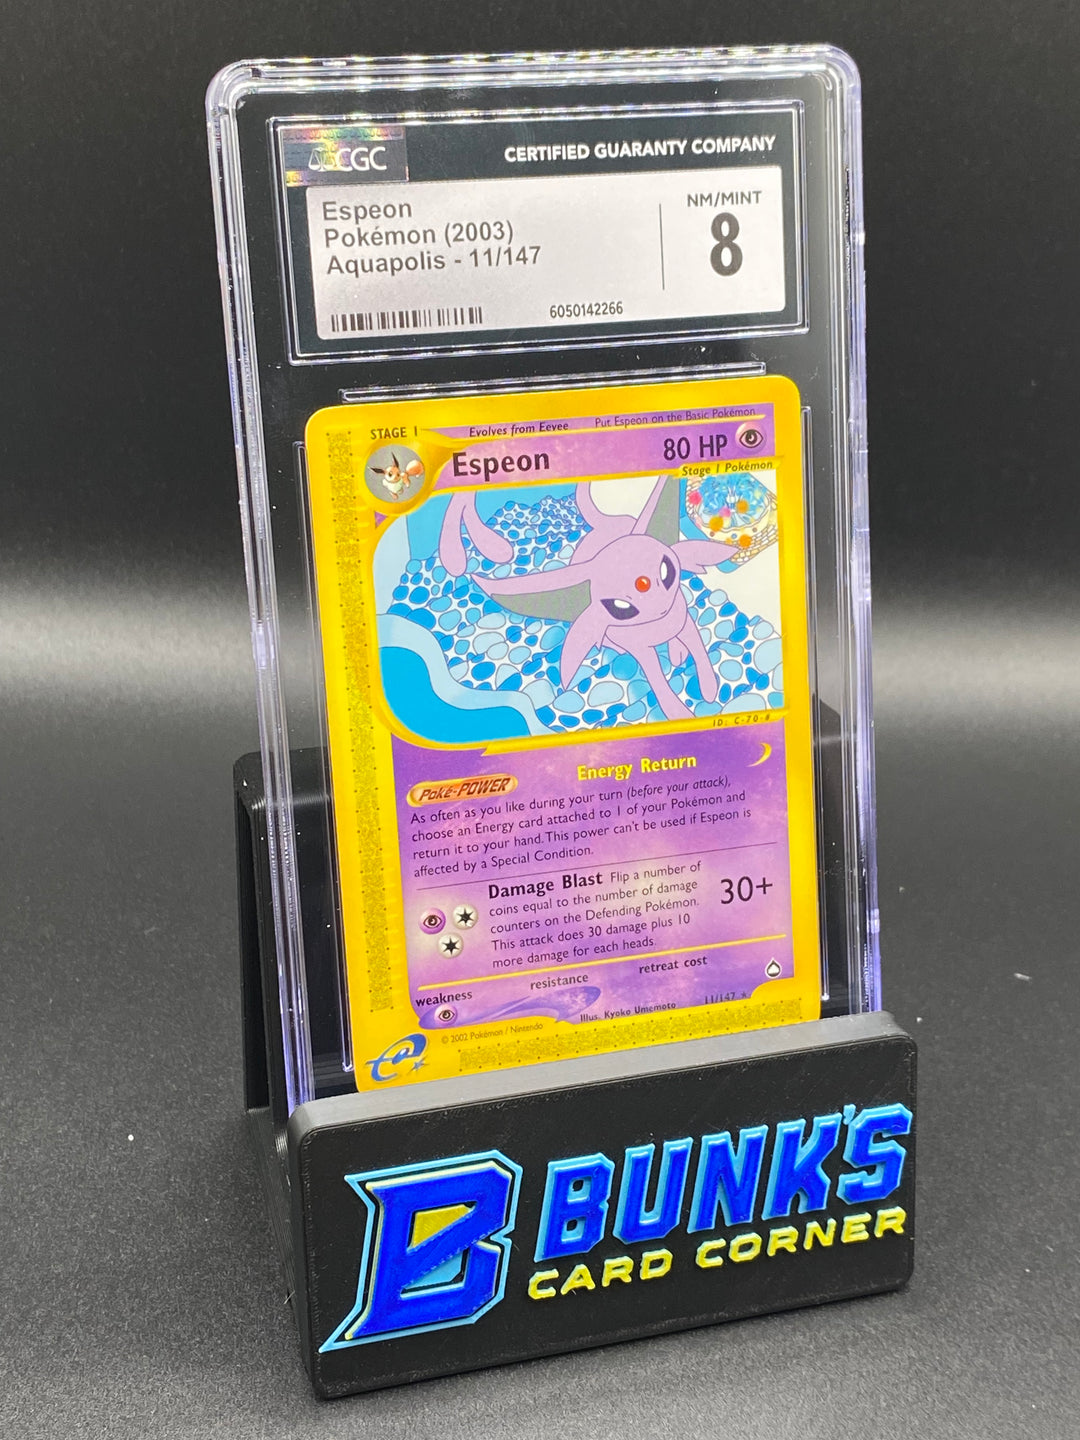 CGC
CERTIFIED GUARANTY COMPANY
Espeon
Pokémon (2003)
Aquapolis - 11/147
NM/MINT
8
6050142266
STAGE 1
Evolves from Eevee
Put Espeon on the Basic Pokémon
Espeon
80 HP
Stage 1 Pokémon
ID: C-70-#
Poké-POWER
Energy Return
As often as you like during your turn (before your attack),
choose an Energy card attached to 1 of your Pokémon and
return it to your hand. This power can't be used if Espeon is
affected by a Special Condition.
Damage Blast Flip a number of
coins equal to the number of damage
counters on the Defending Pokémon.
This attack does 30 damage plus 10
more damage for each heads.
30+
weakness
resistance
retreat cost
Illus. Kyoko Umemoto
11/147 ★
© 2002 Pokémon / Nintendo
e
B BUNK'S
CARD CORNER